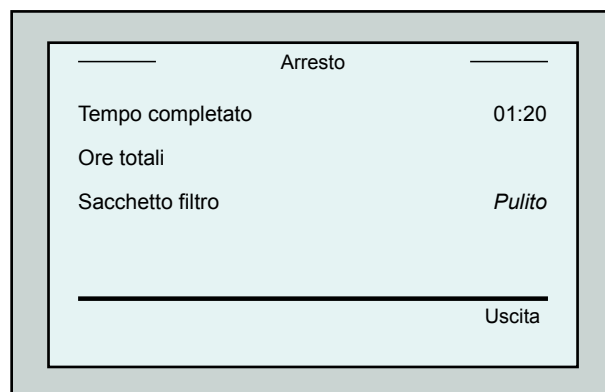 Arresto
Tempo completato 01:20
Ore totali
Sacchetto filtro Pulito
Uscita